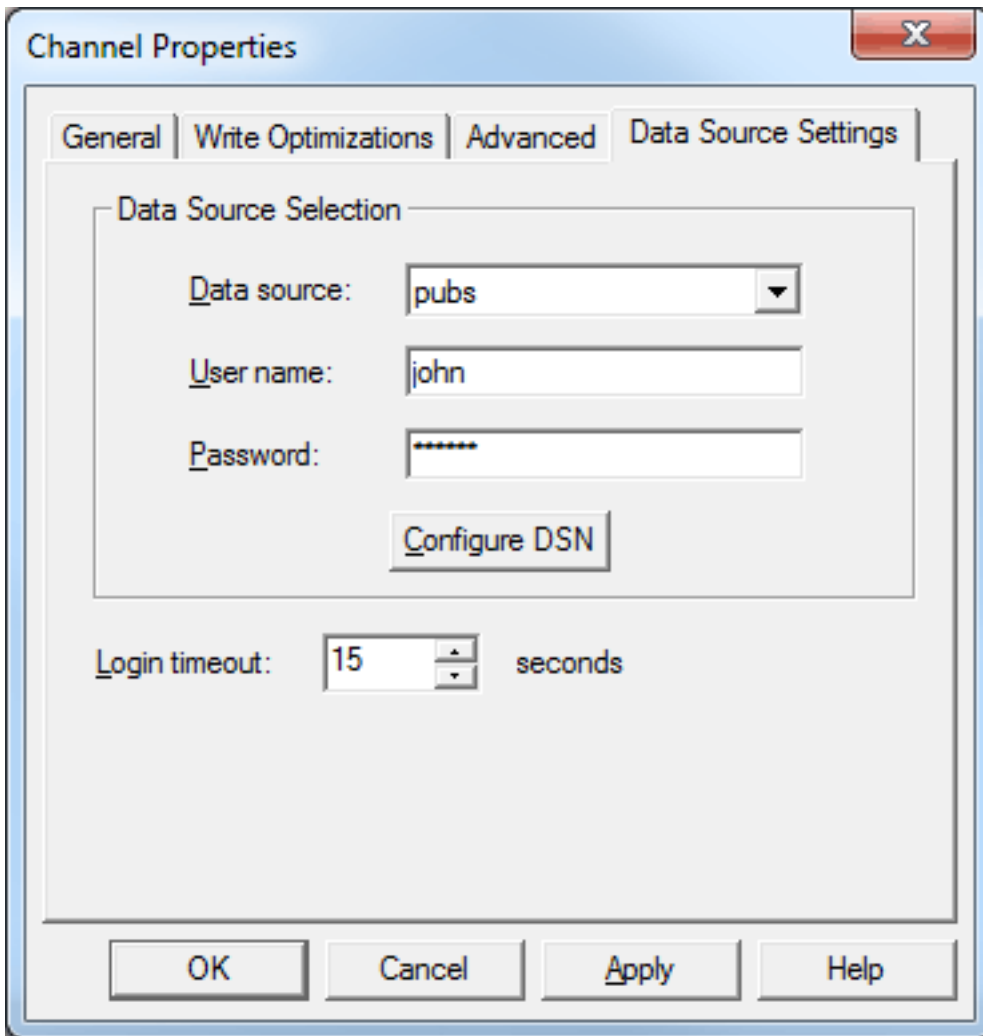 Channel Properties
General Write Optimizations Advanced Data Source Settings
Data Source Selection
Data source: pubs
User name: john
Password: ******
Configure DSN
Login timeout: 15 seconds
OK Cancel Apply Help